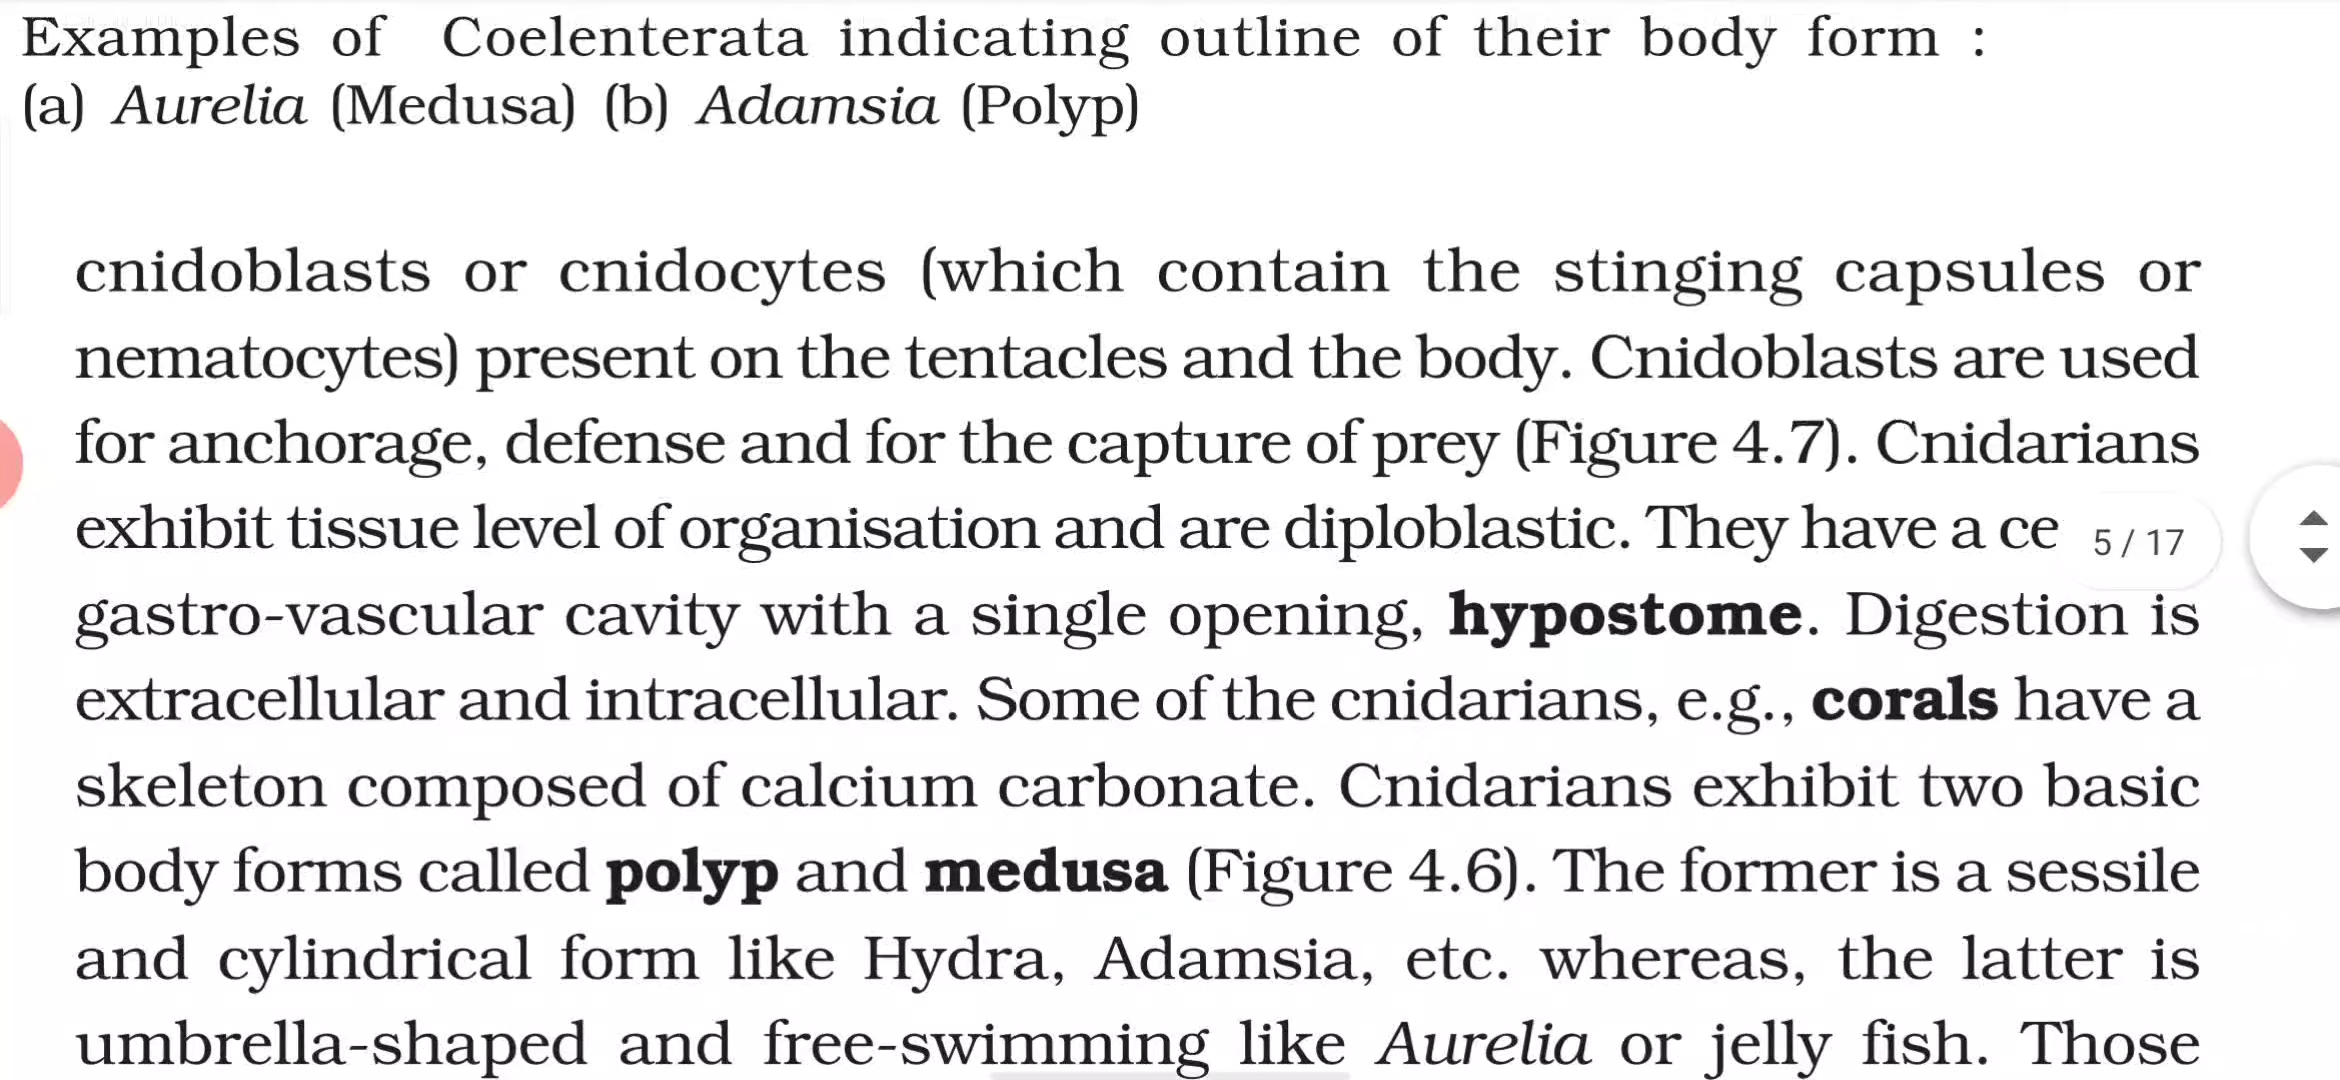 Examples of Coelenterata indicating outline of their body form :
(a) Aurelia (Medusa) (b) Adamsia (Polyp)
cnidoblasts or cnidocytes (which contain the stinging capsules or
nematocytes) present on the tentacles and the body. Cnidoblasts are used
for anchorage, defense and for the capture of prey (Figure 4.7). Cnidarians
exhibit tissue level of organisation and are diploblastic. They have a ce
5 / 17
gastro-vascular cavity with a single opening, hypostome. Digestion is
extracellular and intracellular. Some of the cnidarians, e.g., corals have a
skeleton composed of calcium carbonate. Cnidarians exhibit two basic
body forms called polyp and medusa (Figure 4.6). The former is a sessile
and cylindrical form like Hydra, Adamsia, etc. whereas, the latter is
umbrella-shaped and free-swimming like Aurelia or jelly fish. Those